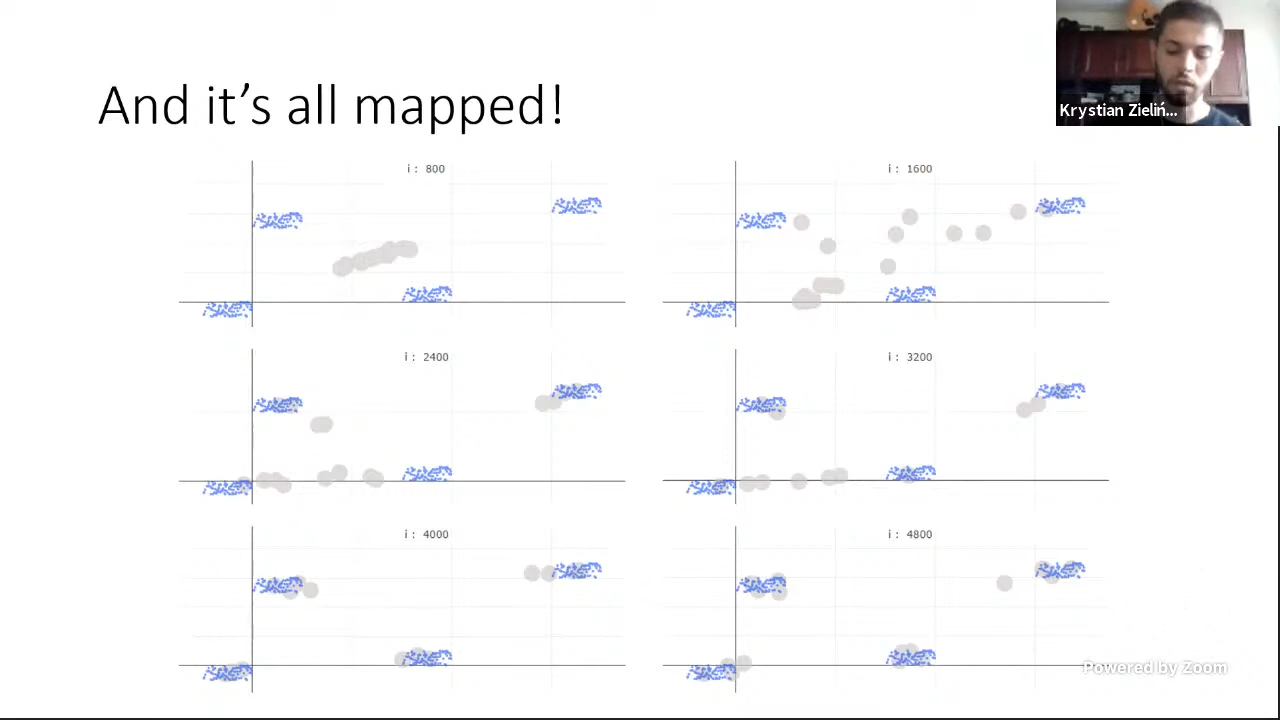 And it's all mapped!
Krystian Zieliń...
i: 800
i: 1600
i: 2400
i: 3200
i: 4000
i: 4800
Powered by Zoom